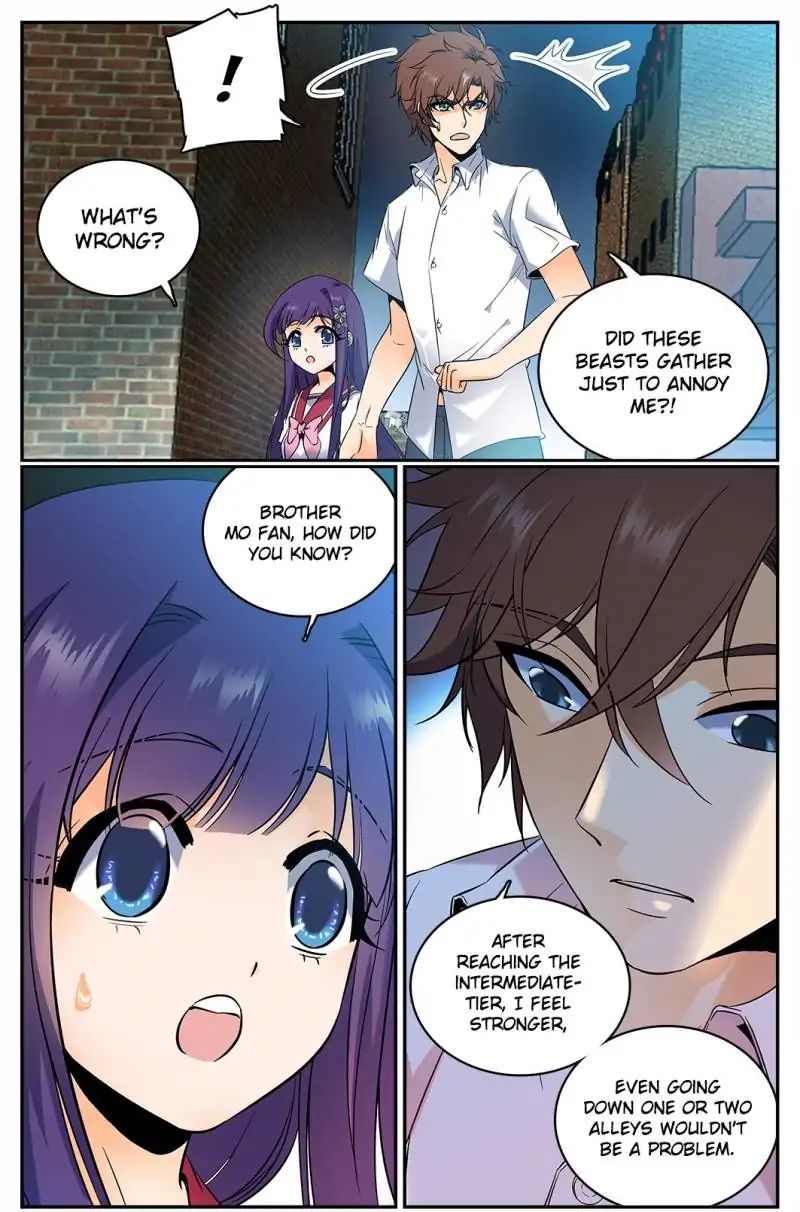 !
WHAT'S
WRONG?
DID THESE
BEASTS GATHER
JUST TO ANNOY
ME?!
BROTHER
MO FAN, HOW DID
YOU KNOW?
AFTER
REACHING THE
INTERMEDIATE-
TIER, I FEEL
STRONGER,
EVEN GOING
DOWN ONE OR TWO
ALLEYS WOULDN'T
BE A PROBLEM.